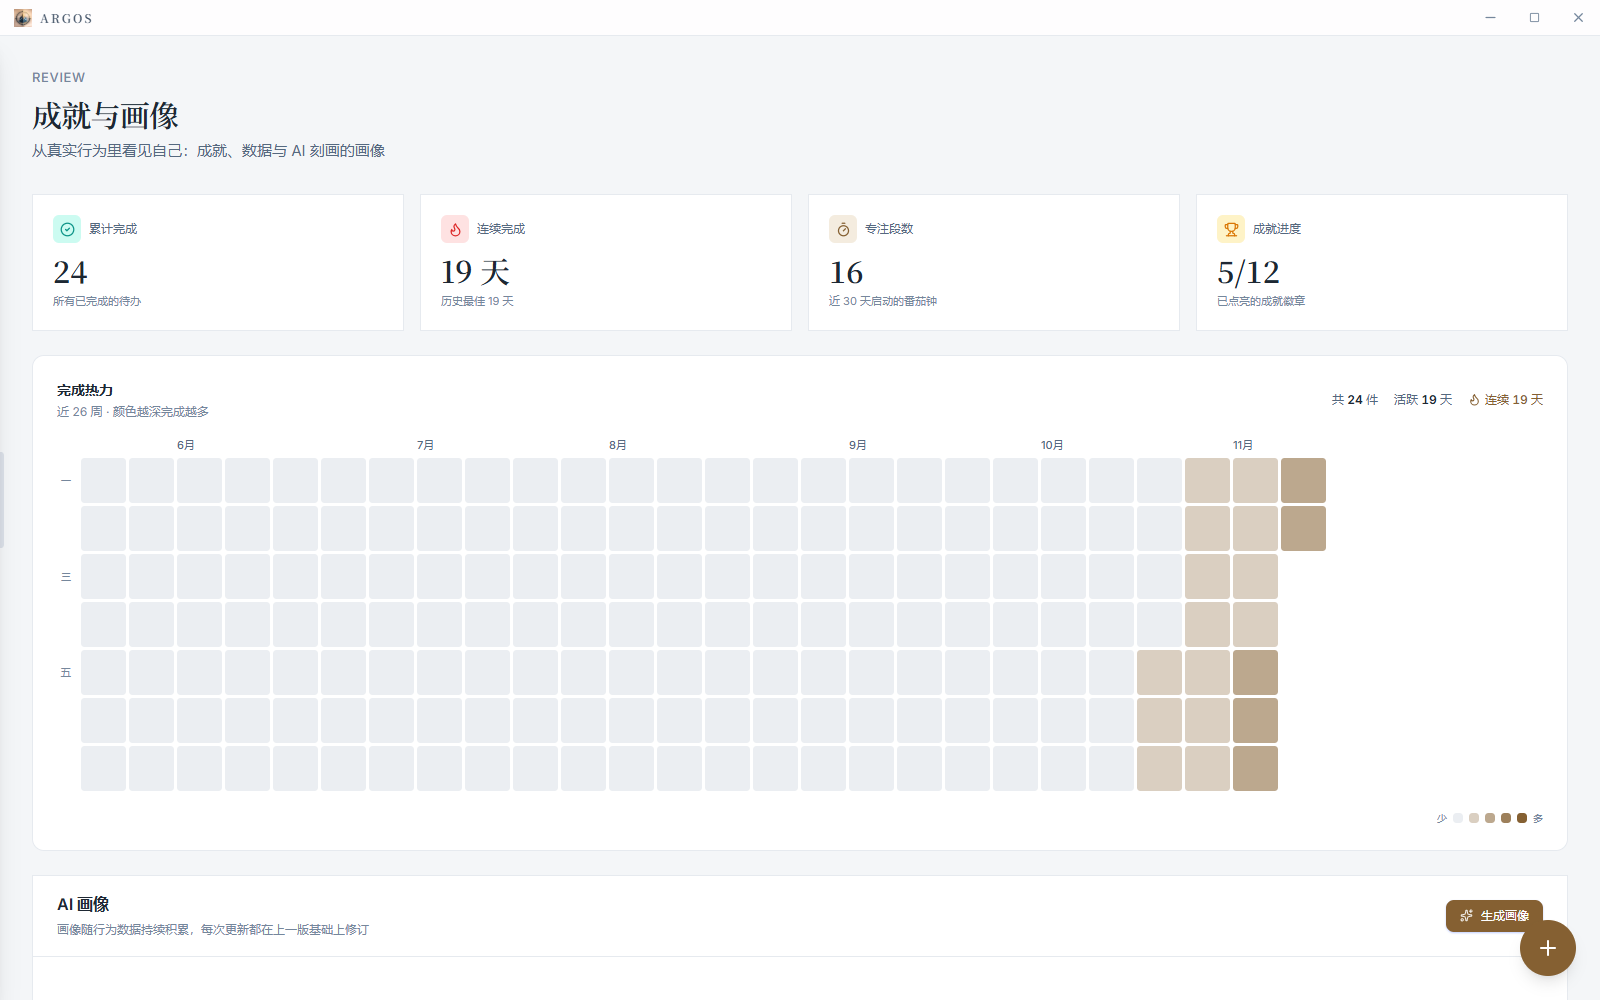 ARGOS
REVIEW
成就与画像
从真实行为里看见自己：成就、数据与 AI 刻画的画像
累计完成
24
所有已完成的待办
连续完成
19 天
历史最佳 19 天
专注段数
16
近 30 天启动的番茄钟
成就进度
5/12
已点亮的成就徽章
完成热力
近 26 周 · 颜色越深完成越多
共 24 件 活跃 19 天 连续 19 天
6月 7月 8月 9月 10月 11月
一
三
五
少 多
AI 画像
画像随行为数据持续积累，每次更新都在上一版基础上修订
生成画像